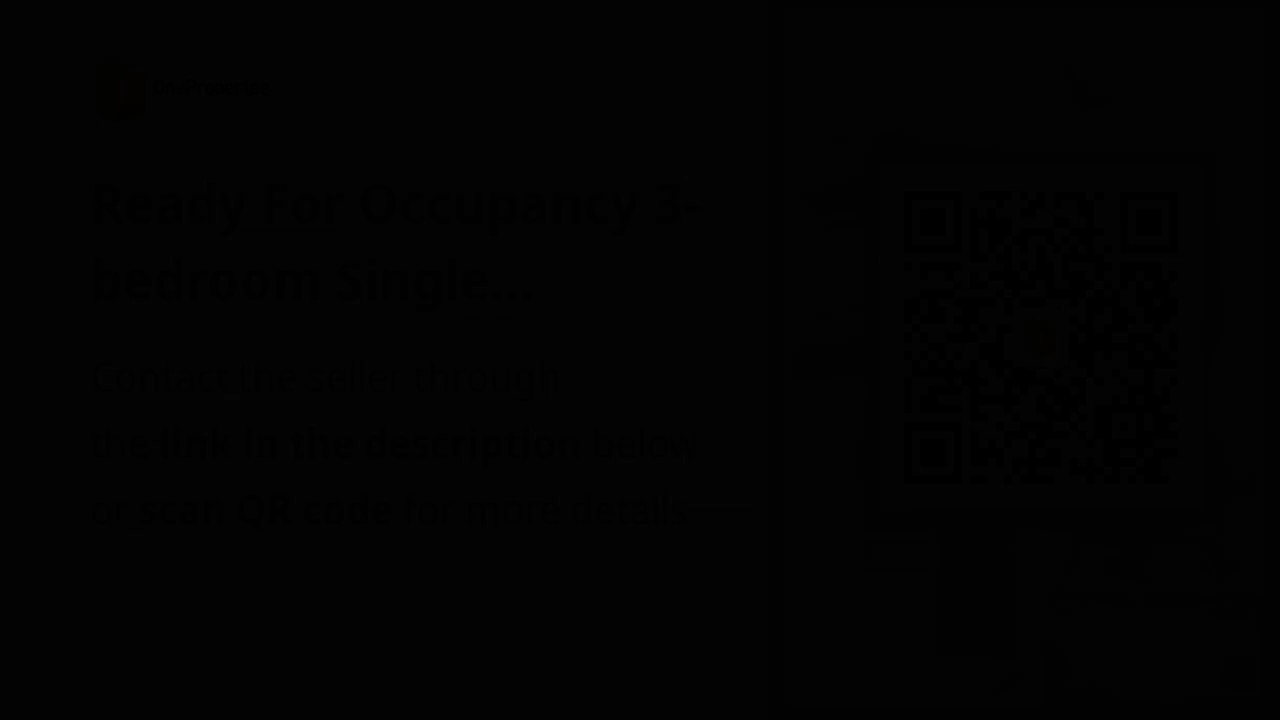 OnePropertee
Ready For Occupancy 3-
bedroom Single...
Contact the seller through
the link in the description below
or scan QR code for more details